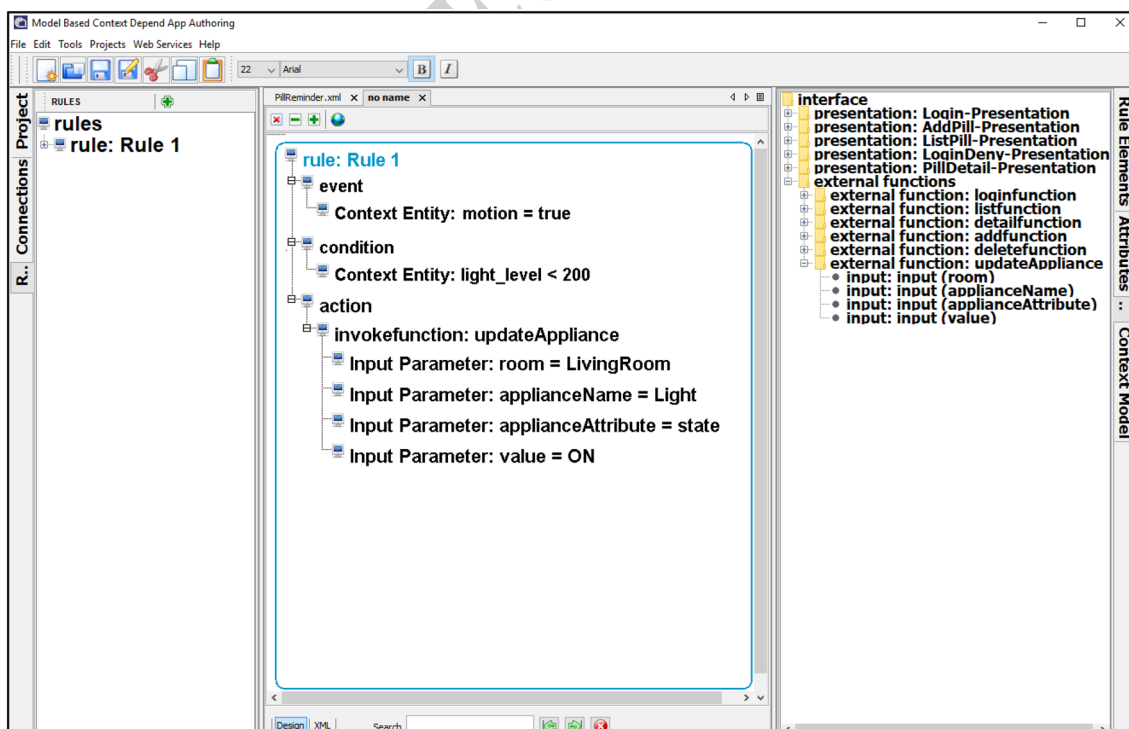 Model Based Context Depend App Authoring
File Edit Tools Projects Web Services Help
22 Arial B I
Project
Connections
R..
RULES
rules
rule: Rule 1
PillReminder.xml x no name x
rule: Rule 1
event
Context Entity: motion = true
condition
Context Entity: light_level < 200
action
invokefunction: updateAppliance
Input Parameter: room = LivingRoom
Input Parameter: applianceName = Light
Input Parameter: applianceAttribute = state
Input Parameter: value = ON
Design XML Search
interface
presentation: Login-Presentation
presentation: AddPill-Presentation
presentation: ListPill-Presentation
presentation: LoginDeny-Presentation
presentation: PillDetail-Presentation
external functions
external function: loginfunction
external function: listfunction
external function: detailfunction
external function: addfunction
external function: deletefunction
external function: updateAppliance
input: input (room)
input: input (applianceName)
input: input (applianceAttribute)
input: input (value)
Rule Elements
Attributes
..
Context Model